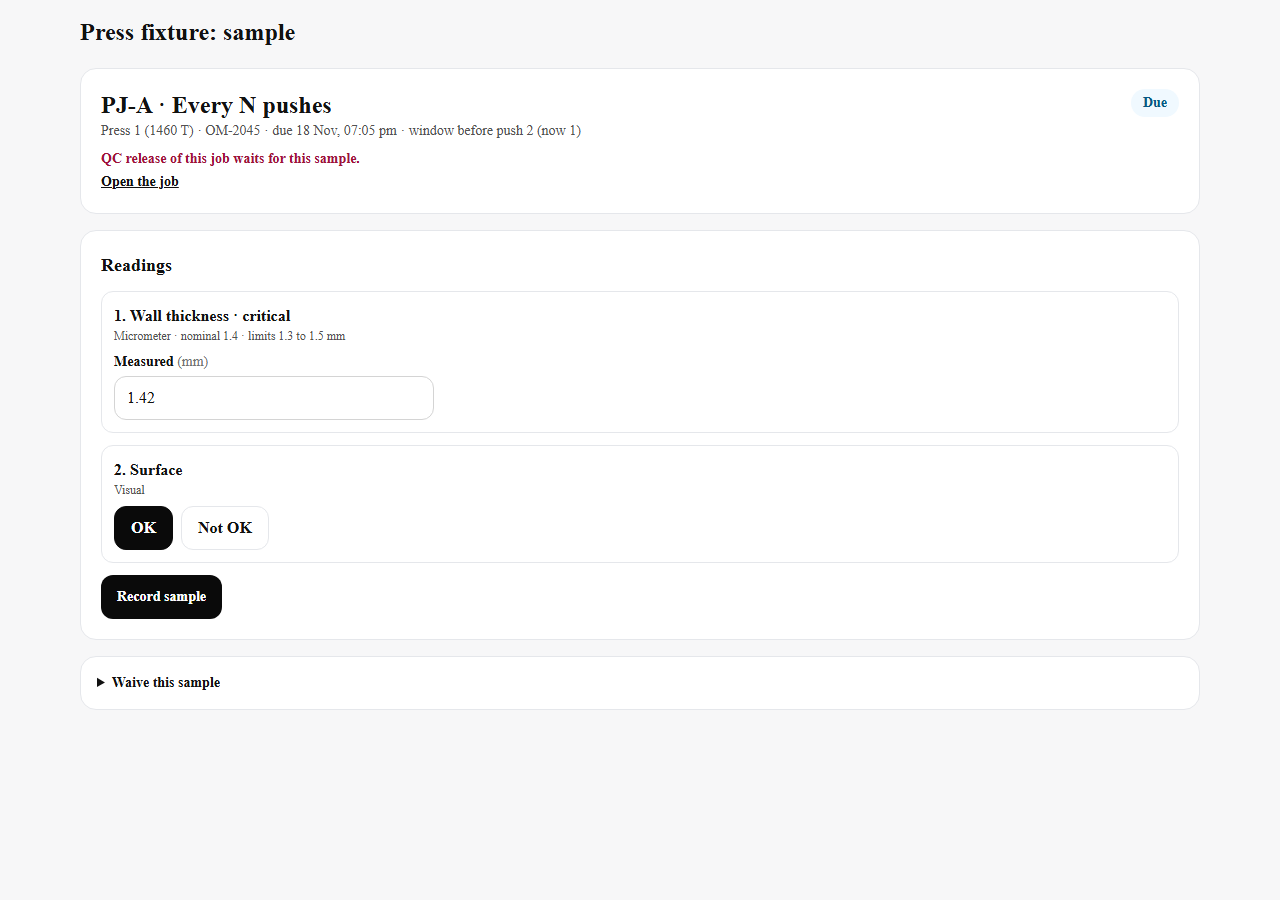 Press fixture: sample
PJ-A · Every N pushes
Due
Press 1 (1460 T) · OM-2045 · due 18 Nov, 07:05 pm · window before push 2 (now 1)
QC release of this job waits for this sample.
Open the job
Readings
1. Wall thickness · critical
Micrometer · nominal 1.4 · limits 1.3 to 1.5 mm
Measured (mm)
1.42
2. Surface
Visual
OK
Not OK
Record sample
Waive this sample